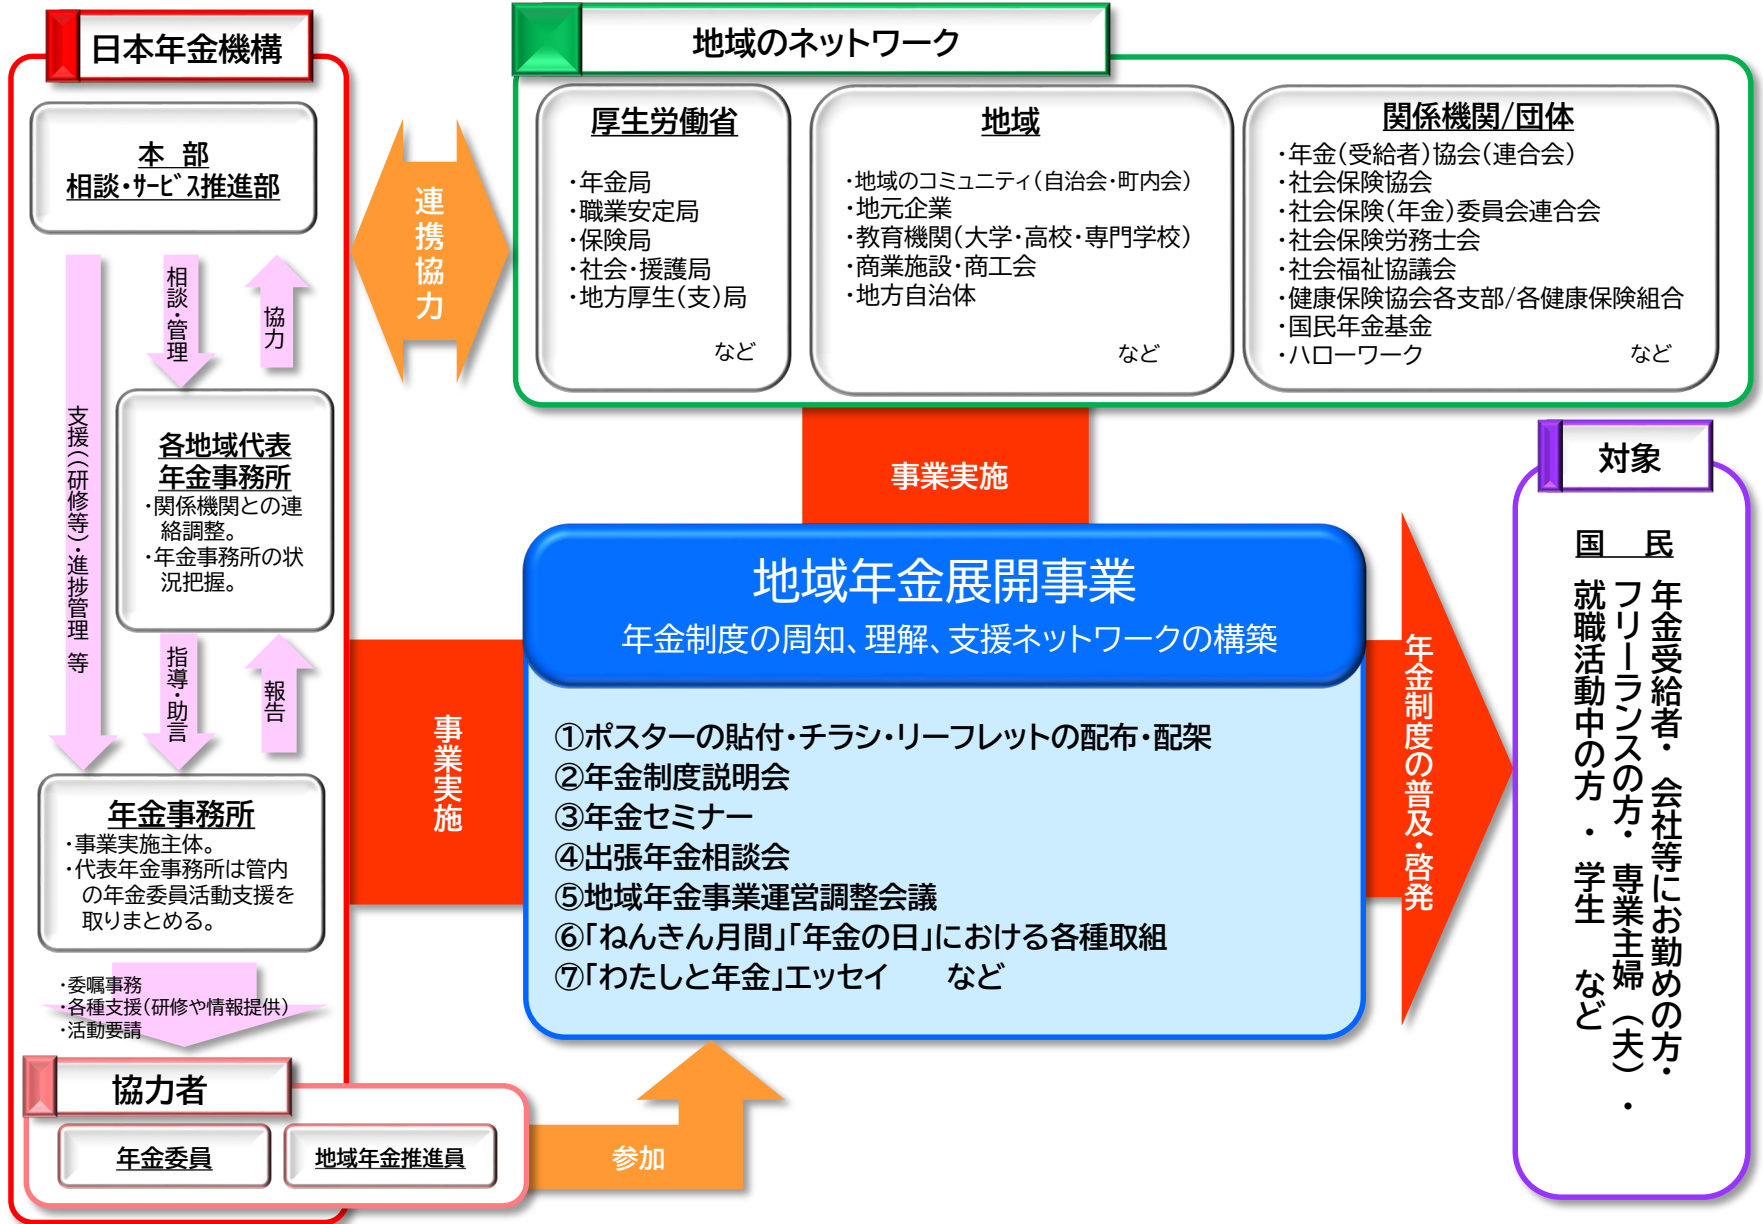 日本年金機構
本 部
相談・サービス推進部
相談・管理
協力
支援((研修等)・進捗管理 等
各地域代表
年金事務所
・関係機関との連
絡調整。
・年金事務所の状
況把握。
指導・助言
報告
年金事務所
・事業実施主体。
・代表年金事務所は管内
の年金委員活動支援を
取りまとめる。
・委嘱事務
・各種支援(研修や情報提供)
・活動要請
協力者
年金委員
地域年金推進員
連携協力
地域のネットワーク
厚生労働省
・年金局
・職業安定局
・保険局
・社会・援護局
・地方厚生(支)局
など
地域
・地域のコミュニティ(自治会・町内会)
・地元企業
・教育機関(大学・高校・専門学校)
・商業施設・商工会
・地方自治体
など
関係機関/団体
・年金(受給者)協会(連合会)
・社会保険協会
・社会保険(年金)委員会連合会
・社会保険労務士会
・社会福祉協議会
・健康保険協会各支部/各健康保険組合
・国民年金基金
・ハローワーク など
事業実施
事業実施
地域年金展開事業
年金制度の周知、理解、支援ネットワークの構築
①ポスターの貼付・チラシ・リーフレットの配布・配架
②年金制度説明会
③年金セミナー
④出張年金相談会
⑤地域年金事業運営調整会議
⑥「ねんきん月間」「年金の日」における各種取組
⑦「わたしと年金」エッセイ など
参加
年金制度の普及・啓発
対象
国 民
年金受給者・ 会社等にお勤めの方・
フリーランスの方・ 専業主婦(夫)・
就職活動中の方 ・ 学生 など